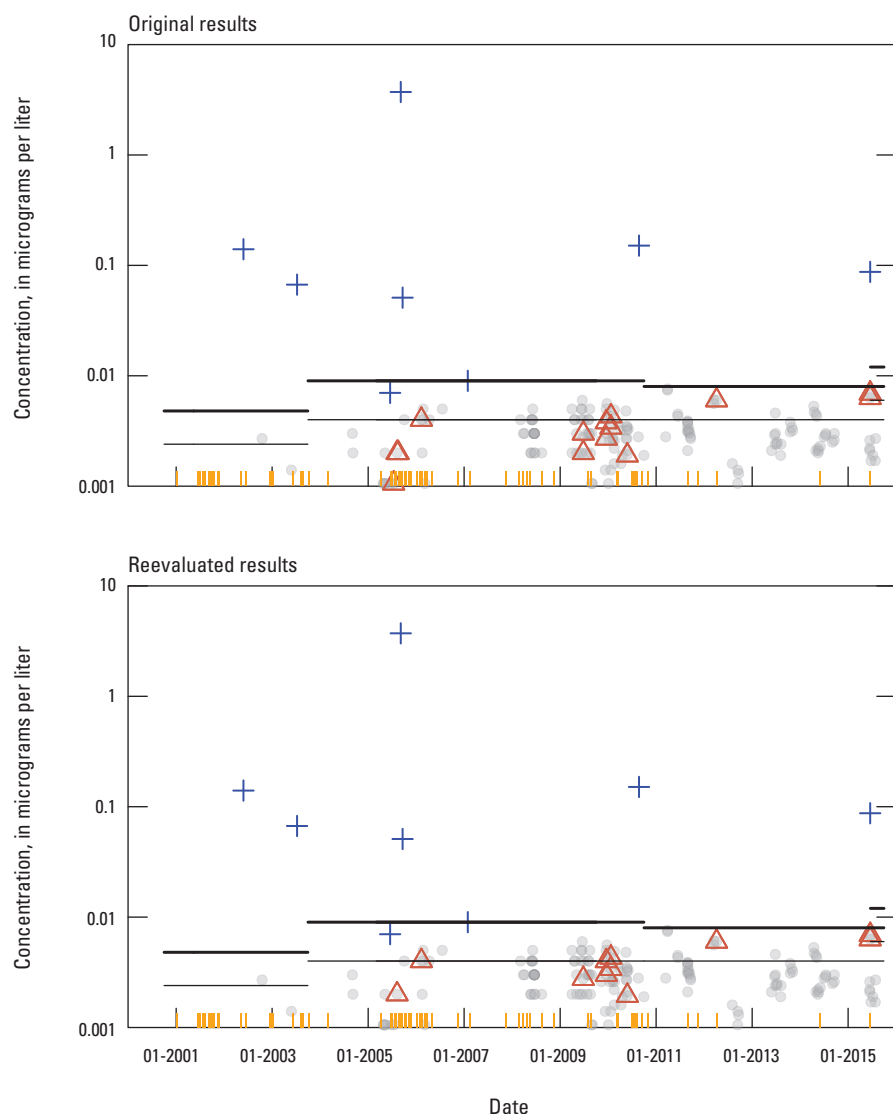 Original results
10
1
0.1
0.01
0.001
Concentration, in micrograms per liter
Reevaluated results
10
1
0.1
0.01
0.001
Concentration, in micrograms per liter
01-2001 01-2003 01-2005 01-2007 01-2009 01-2011 01-2013 01-2015
Date